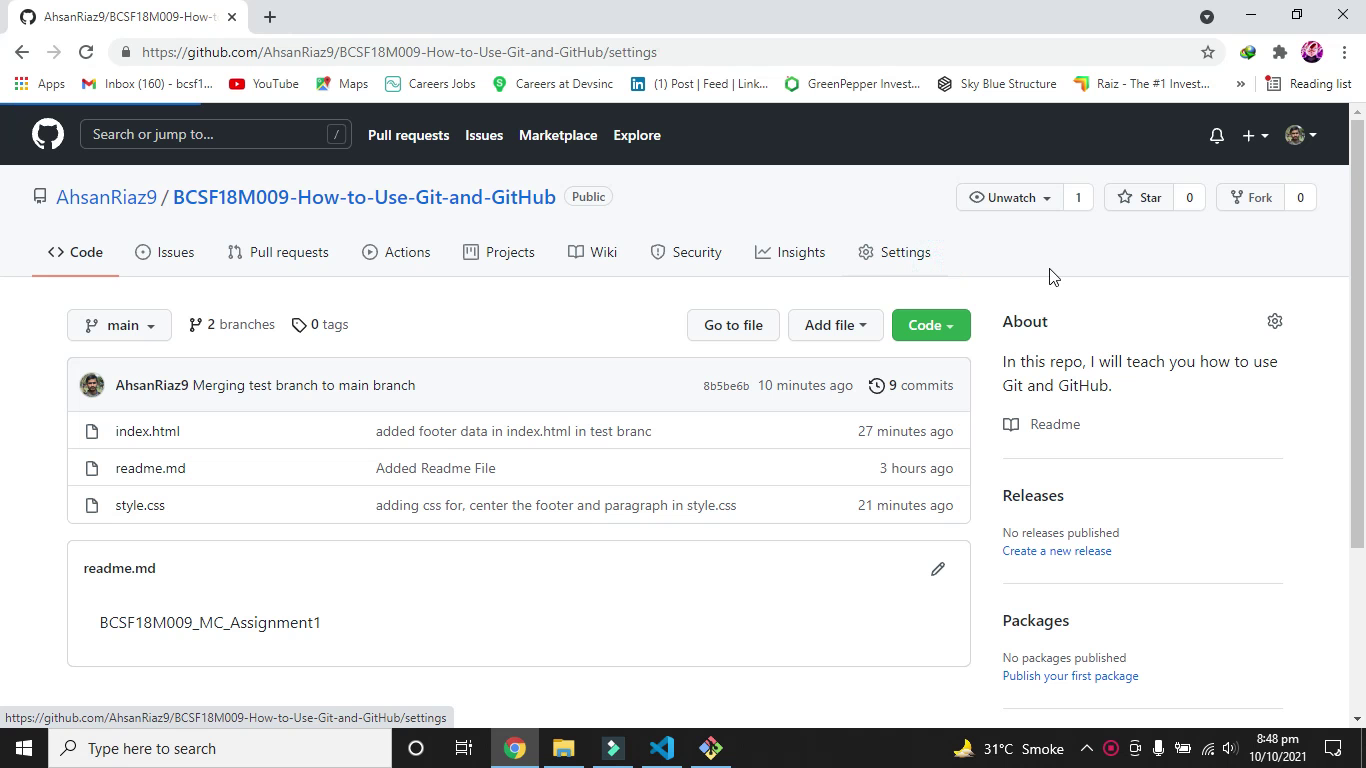 AhsanRiaz9/BCSF18M009-How-t
https://github.com/AhsanRiaz9/BCSF18M009-How-to-Use-Git-and-GitHub/settings
Apps Inbox (160) - bcsf1... YouTube Maps Careers Jobs Careers at Devsinc (1) Post | Feed | Link... GreenPepper Invest... Sky Blue Structure Raiz - The #1 Invest... » Reading list
Search or jump to... / Pull requests Issues Marketplace Explore
AhsanRiaz9 / BCSF18M009-How-to-Use-Git-and-GitHub Public Unwatch 1 Star 0 Fork 0
Code Issues Pull requests Actions Projects Wiki Security Insights Settings
main 2 branches 0 tags Go to file Add file Code
About
In this repo, I will teach you how to use
Git and GitHub.
Readme
AhsanRiaz9 Merging test branch to main branch 8b5be6b 10 minutes ago 9 commits
index.html added footer data in index.html in test branc 27 minutes ago
readme.md Added Readme File 3 hours ago
style.css adding css for, center the footer and paragraph in style.css 21 minutes ago
Releases
No releases published
Create a new release
readme.md
BCSF18M009_MC_Assignment1
Packages
No packages published
Publish your first package
https://github.com/AhsanRiaz9/BCSF18M009-How-to-Use-Git-and-GitHub/settings
Type here to search 31°C Smoke 8:48 pm
10/10/2021